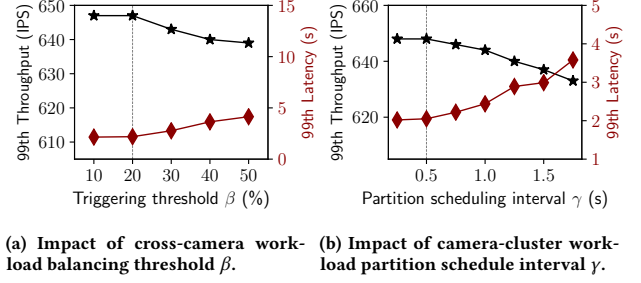 650
640
630
620
610
99th Throughput (IPS)
15
10
5
0
99th Latency (s)
10 20 30 40 50
Triggering threshold β (%)
660
640
620
99th Throughput (IPS)
5
4
3
2
1
99th Latency (s)
0.5 1.0 1.5
Partition scheduling interval γ (s)
(a) Impact of cross-camera work-
load balancing threshold β.
(b) Impact of camera-cluster work-
load partition schedule interval γ.